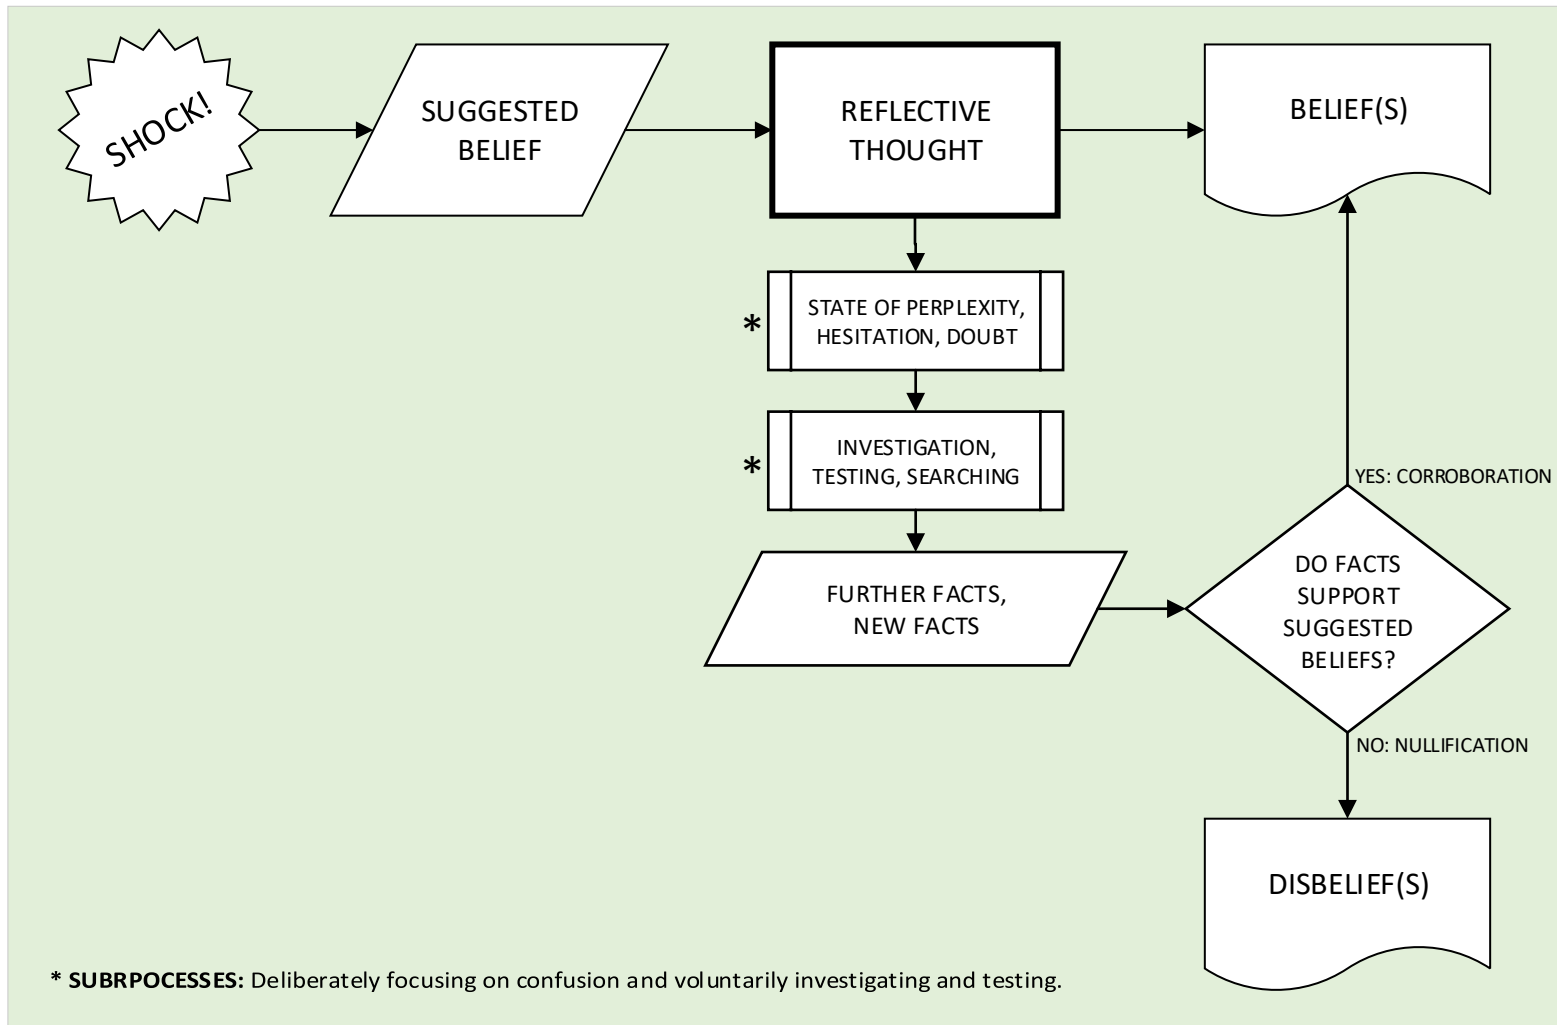 SHOCK!
SUGGESTED
BELIEF
REFLECTIVE
THOUGHT
BELIEF(S)
*
STATE OF PERPLEXITY,
HESITATION, DOUBT
*
INVESTIGATION,
TESTING, SEARCHING
YES: CORROBORATION
FURTHER FACTS,
NEW FACTS
DO FACTS
SUPPORT
SUGGESTED
BELIEFS?
NO: NULLIFICATION
DISBELIEF(S)
* SUBRPOCESSES: Deliberately focusing on confusion and voluntarily investigating and testing.